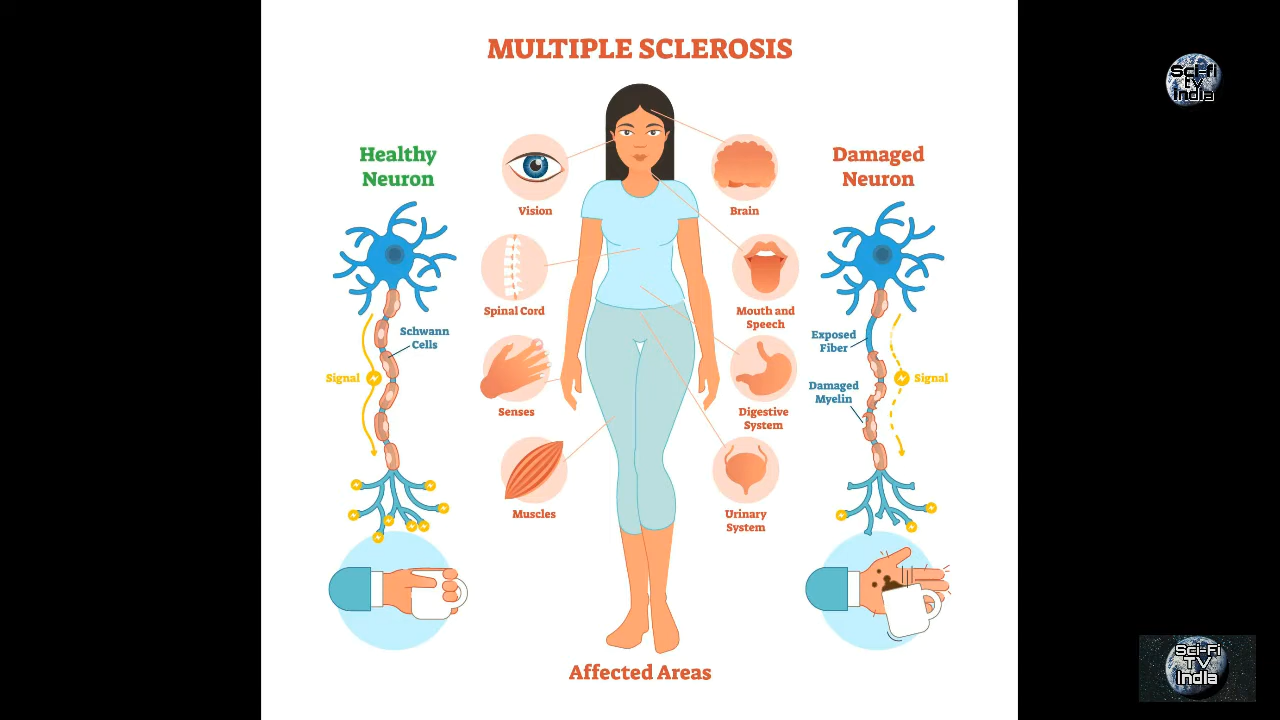 MULTIPLE SCLEROSIS
Sci-fi
tv
India
Healthy
Neuron
Damaged
Neuron
Vision
Brain
Spinal Cord
Mouth and
Speech
Schwann
Cells
Exposed
Fiber
Signal
Signal
Damaged
Myelin
Senses
Digestive
System
Muscles
Urinary
System
Affected Areas
Sci-Fi
TV
India